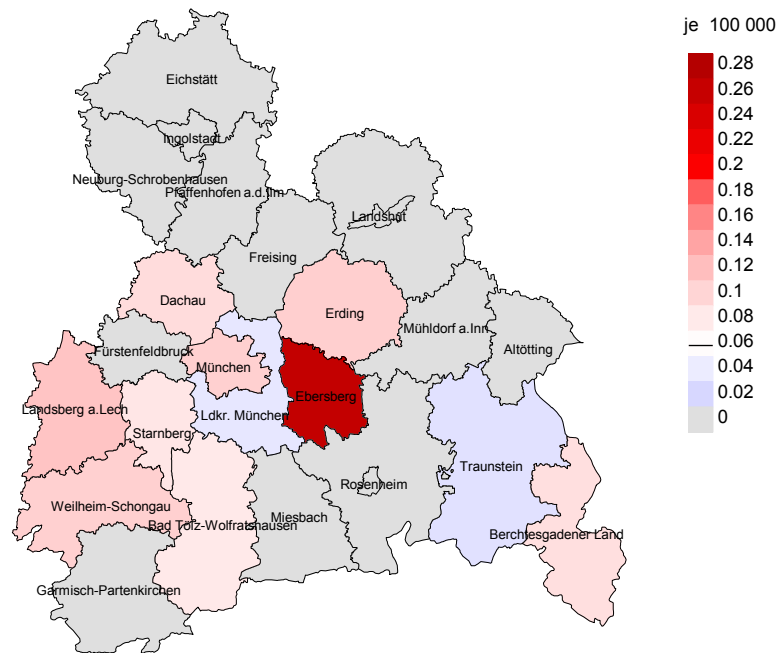 je 100 000
0.28
0.26
0.24
0.22
0.2
0.18
0.16
0.14
0.12
0.1
0.08
0.06
0.04
0.02
0
Eichstätt
Ingolstadt
Neuburg-Schrobenhausen
Pfaffenhofen a.d.Ilm
Landshut
Freising
Dachau
Erding
Mühldorf a.Inn
Altötting
Fürstenfeldbruck
München
Ebersberg
Landsberg a.Lech
Starnberg
Ldkr. München
Traunstein
Rosenheim
Weilheim-Schongau
Bad Tölz-Wolfratshausen
Miesbach
Berchtesgadener Land
Garmisch-Partenkirchen